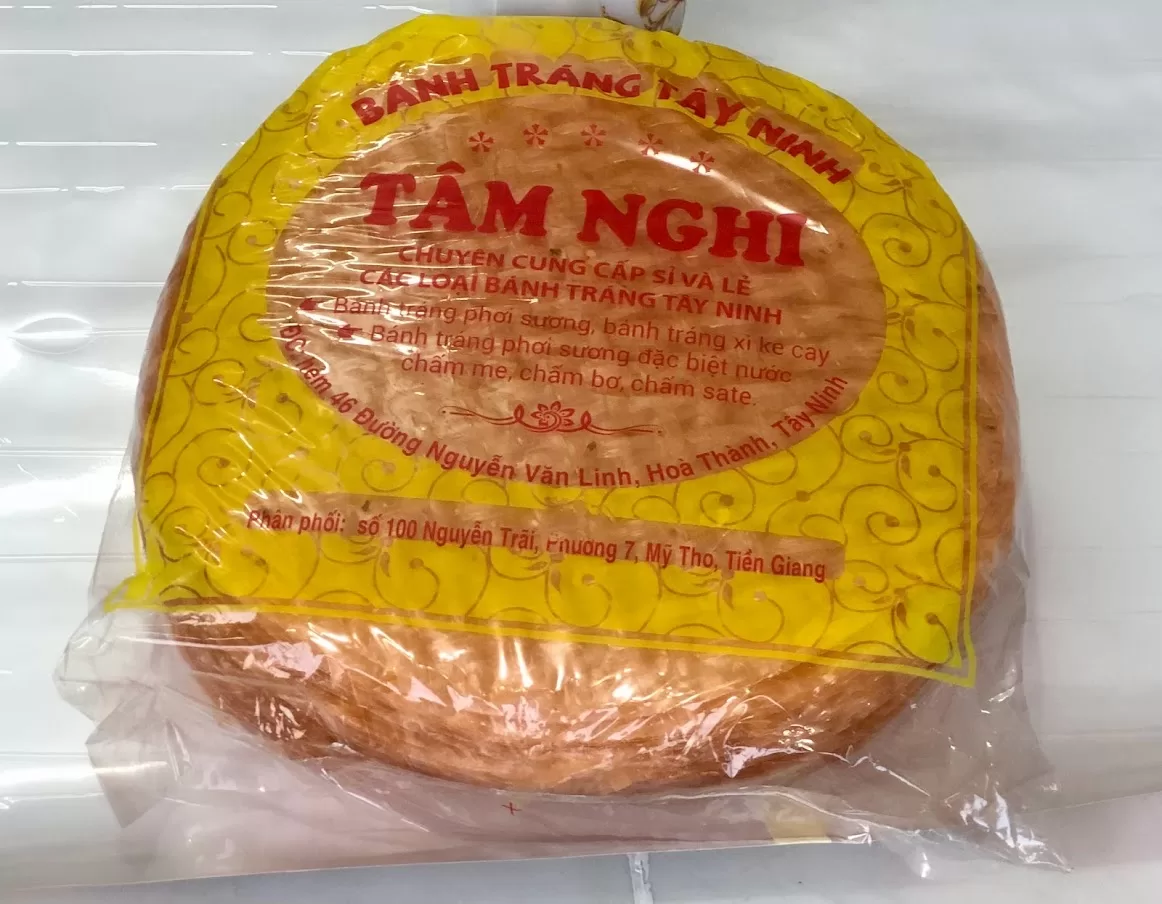 BÁNH TRÁNG TÂY NINH
TÂM NGHI
CHUYÊN CUNG CẤP SỈ VÀ LẺ
CÁC LOẠI BÁNH TRÁNG TÂY NINH
Bánh tráng phơi sương, bánh tráng xì ke cay
Bánh tráng phơi sương đặc biệt nước
chấm me, chấm bơ, chấm sate.
ĐC: hẻm 46 Đường Nguyễn Văn Linh, Hoà Thành, Tây Ninh
Phân phối: số 100 Nguyễn Trãi, Phường 7, Mỹ Tho, Tiền Giang